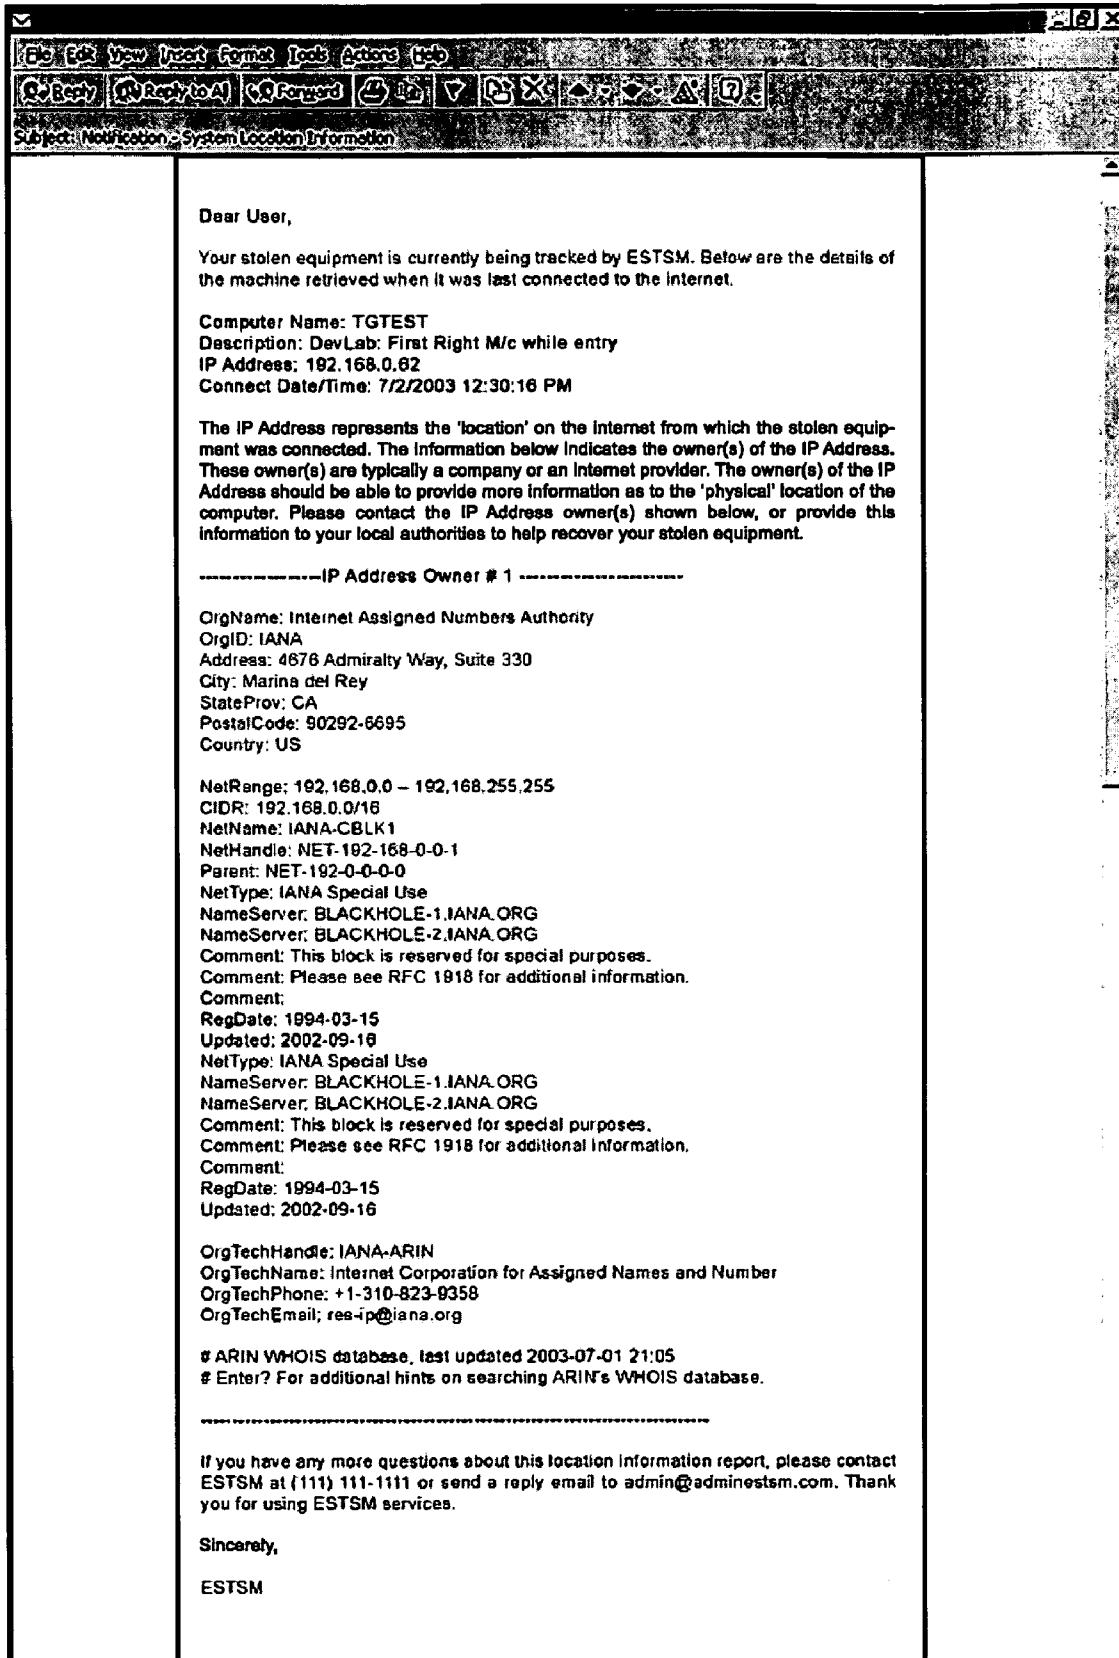 File Edit View Insert Format Tools Actions Help
Reply Reply to All Forward
Subject: Notification - System Location Information
Dear User,
Your stolen equipment is currently being tracked by ESTSM. Below are the details of
the machine retrieved when it was last connected to the internet.
Computer Name: TGTEST
Description: DevLab: First Right M/c while entry
IP Address: 192.168.0.62
Connect Date/Time: 7/2/2003 12:30:16 PM
The IP Address represents the 'location' on the internet from which the stolen equip-
ment was connected. The information below indicates the owner(s) of the IP Address.
These owner(s) are typically a company or an Internet provider. The owner(s) of the IP
Address should be able to provide more information as to the 'physical' location of the
computer. Please contact the IP Address owner(s) shown below, or provide this
information to your local authorities to help recover your stolen equipment.
--------------------IP Address Owner # 1 ------------------------
OrgName: Internet Assigned Numbers Authority
OrgID: IANA
Address: 4676 Admiralty Way, Suite 330
City: Marina del Rey
StateProv: CA
PostalCode: 90292-6695
Country: US
NetRange: 192.168.0.0 – 192.168.255.255
CIDR: 192.168.0.0/16
NetName: IANA-CBLK1
NetHandle: NET-192-168-0-0-1
Parent: NET-192-0-0-0-0
NetType: IANA Special Use
NameServer: BLACKHOLE-1.IANA.ORG
NameServer: BLACKHOLE-2.IANA.ORG
Comment: This block is reserved for special purposes.
Comment: Please see RFC 1918 for additional information.
Comment:
RegDate: 1994-03-15
Updated: 2002-09-16
NetType: IANA Special Use
NameServer: BLACKHOLE-1.IANA.ORG
NameServer: BLACKHOLE-2.IANA.ORG
Comment: This block is reserved for special purposes.
Comment: Please see RFC 1918 for additional information.
Comment:
RegDate: 1994-03-15
Updated: 2002-09-16
OrgTechHandle: IANA-ARIN
OrgTechName: Internet Corporation for Assigned Names and Number
OrgTechPhone: +1-310-823-9358
OrgTechEmail: res-ip@iana.org
# ARIN WHOIS database, last updated 2003-07-01 21:05
# Enter? For additional hints on searching ARIN's WHOIS database.
------------------------------------------------------------------
If you have any more questions about this location information report, please contact
ESTSM at (111) 111-1111 or send a reply email to admin@adminestsm.com. Thank
you for using ESTSM services.
Sincerely,
ESTSM